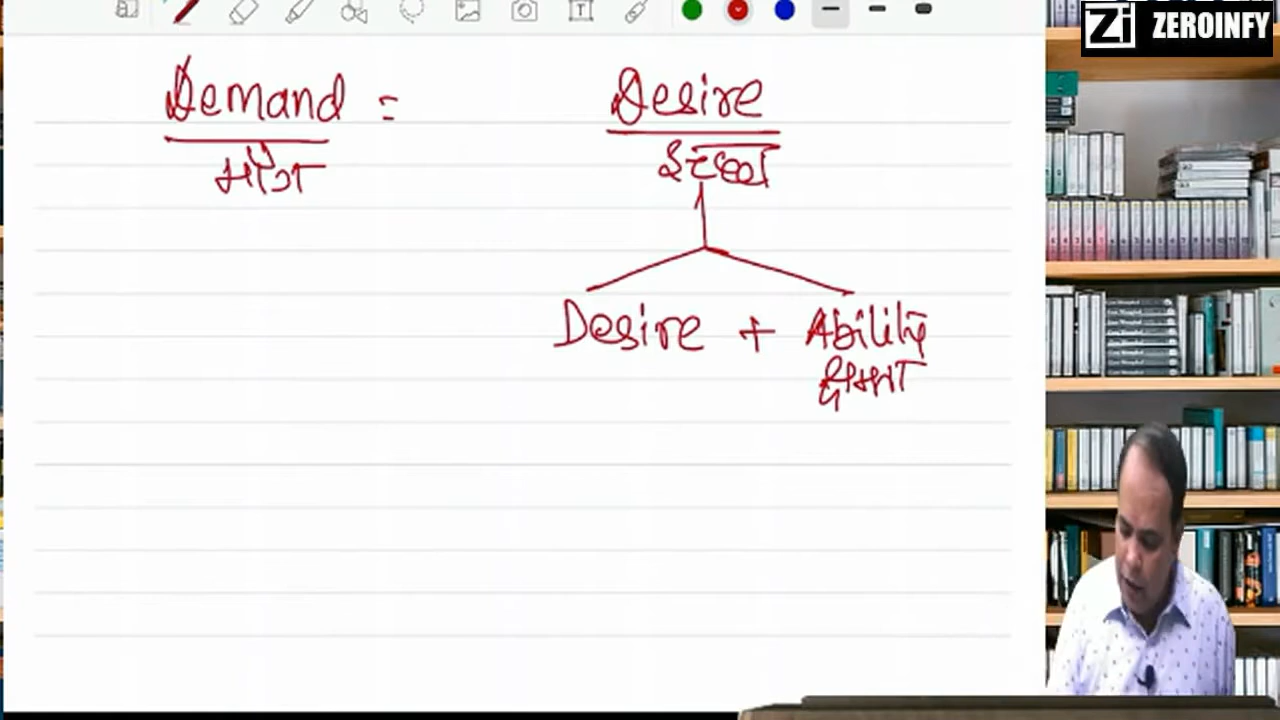 Zi ZEROINFY
Demand = Desire
माँग इच्छा
Desire + Ability
क्षमता